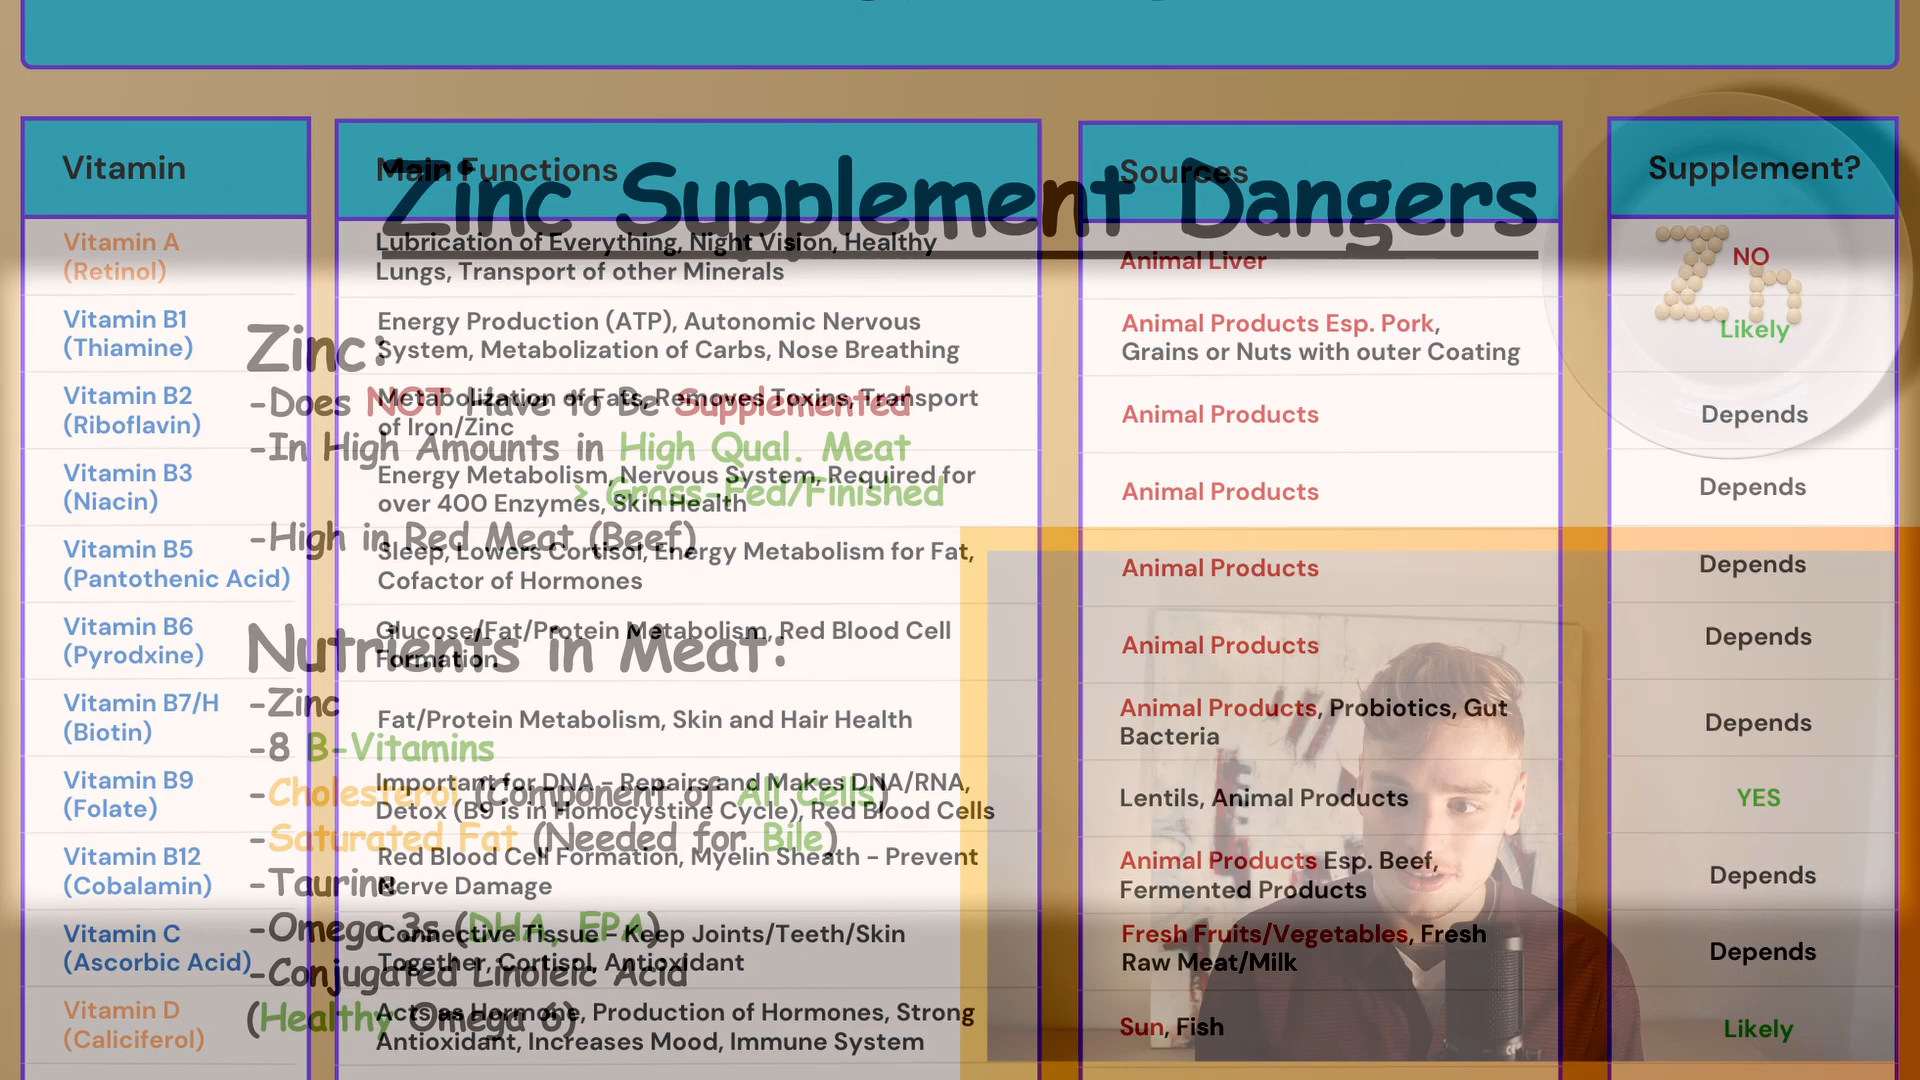 Zinc Supplement Dangers
Vitamin
Main Functions
Sources
Supplement?
Vitamin A
(Retinol)
Lubrication of Everything, Night Vision, Healthy
Lungs, Transport of other Minerals
Animal Liver
NO
Vitamin B1
(Thiamine)
Energy Production (ATP), Autonomic Nervous
System, Metabolization of Carbs, Nose Breathing
Animal Products Esp. Pork,
Grains or Nuts with outer Coating
Likely
Vitamin B2
(Riboflavin)
Metabolization of Fats, Removes Toxins, Transport
of Iron/Zinc
Animal Products
Depends
Vitamin B3
(Niacin)
Energy Metabolism, Nervous System, Required for
over 400 Enzymes, Skin Health
Animal Products
Depends
Vitamin B5
(Pantothenic Acid)
Sleep, Lowers Cortisol, Energy Metabolism for Fat,
Cofactor of Hormones
Animal Products
Depends
Vitamin B6
(Pyrodxine)
Glucose/Fat/Protein Metabolism, Red Blood Cell
Formation
Animal Products
Depends
Vitamin B7/H
(Biotin)
Fat/Protein Metabolism, Skin and Hair Health
Animal Products, Probiotics, Gut
Bacteria
Depends
Vitamin B9
(Folate)
Important for DNA - Repairs and Makes DNA/RNA,
Detox (B9 is in Homocystine Cycle), Red Blood Cells
Lentils, Animal Products
YES
Vitamin B12
(Cobalamin)
Red Blood Cell Formation, Myelin Sheath - Prevent
Nerve Damage
Animal Products Esp. Beef,
Fermented Products
Depends
Vitamin C
(Ascorbic Acid)
Connective Tissue - Keep Joints/Teeth/Skin
Together, Cortisol, Antioxidant
Fresh Fruits/Vegetables, Fresh
Raw Meat/Milk
Depends
Vitamin D
(Caliciferol)
Acts as Hormone, Production of Hormones, Strong
Antioxidant, Increases Mood, Immune System
Sun, Fish
Likely
Zn
Zinc:
-Does NOT Have to Be Supplemented
-In High Amounts in High Qual. Meat
> Grass-Fed/Finished
-High in Red Meat (Beef)
Nutrients in Meat:
-Zinc
-8 B-Vitamins
-Cholesterol (Component of All Cells)
-Saturated Fat (Needed for Bile)
-Taurine
-Omega 3s (DHA, EPA)
-Conjugated Linoleic Acid
(Healthy Omega 6)